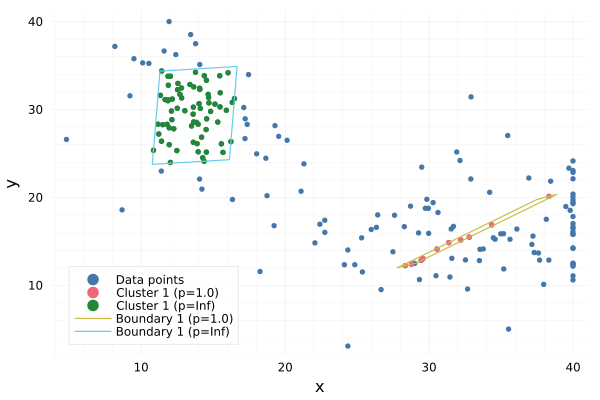 40
30
20
10
y
Data points
Cluster 1 (p=1.0)
Cluster 1 (p=Inf)
Boundary 1 (p=1.0)
Boundary 1 (p=Inf)
10 20 30 40
x